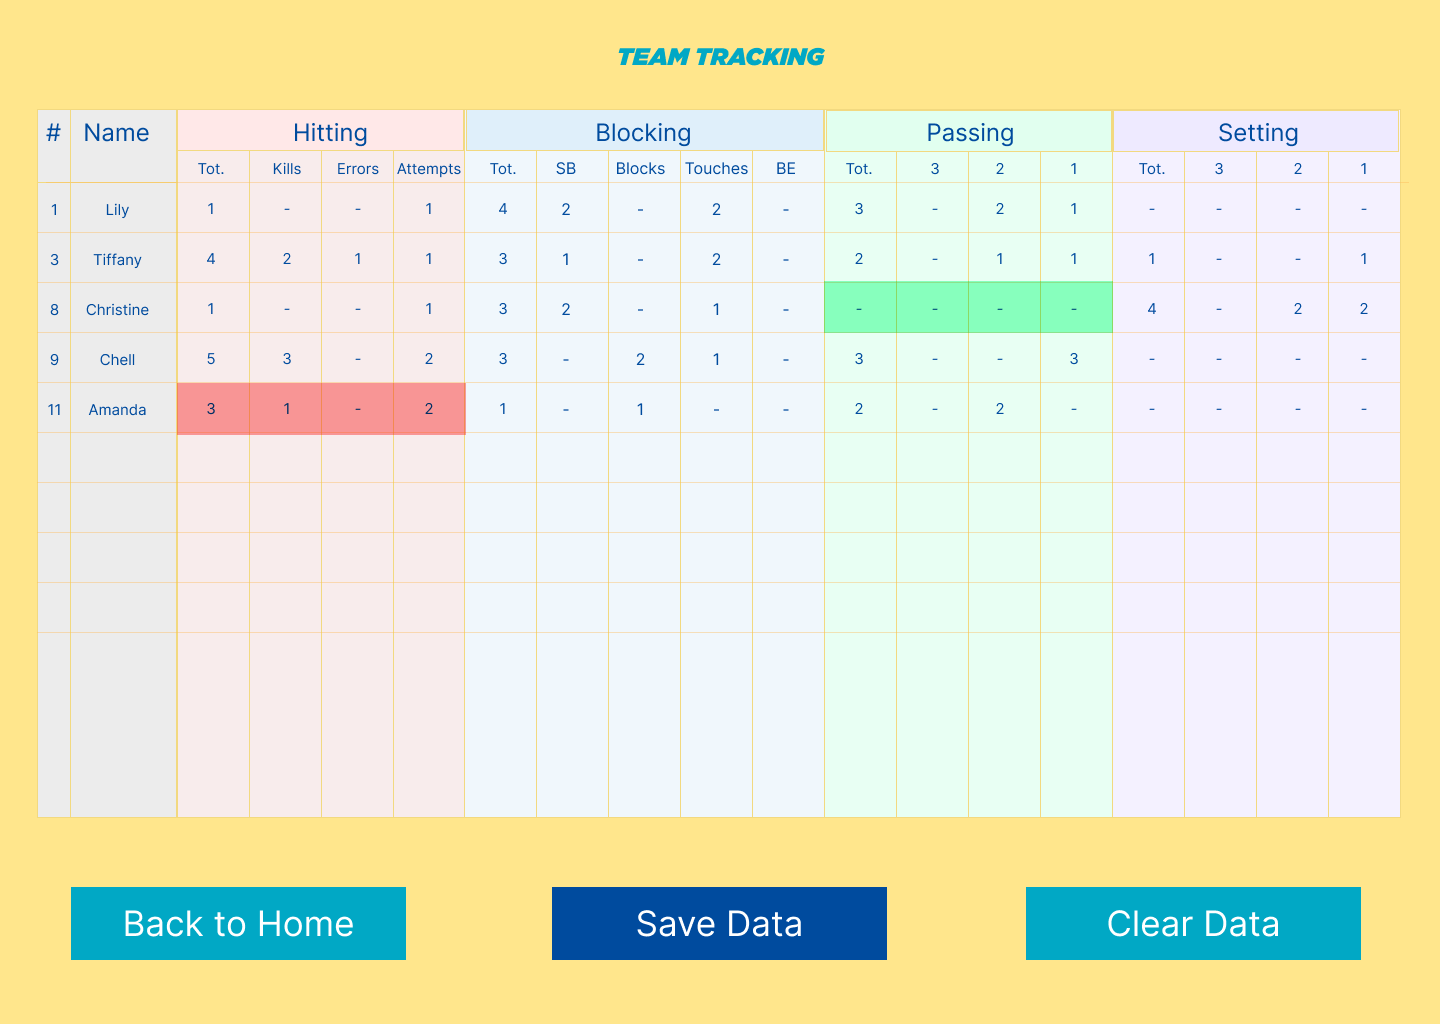 TEAM TRACKING
# Name Hitting Blocking Passing Setting
Tot. Kills Errors Attempts Tot. SB Blocks Touches BE Tot. 3 2 1 Tot. 3 2 1
1 Lily 1 - - 1 4 2 - 2 - 3 - 2 1 - - - -
3 Tiffany 4 2 1 1 3 1 - 2 - 2 - 1 1 1 - - 1
8 Christine 1 - - 1 3 2 - 1 - - - - - 4 - 2 2
9 Chell 5 3 - 2 3 - 2 1 - 3 - - 3 - - - -
11 Amanda 3 1 - 2 1 - 1 - - 2 - 2 - - - - -
Back to Home Save Data Clear Data